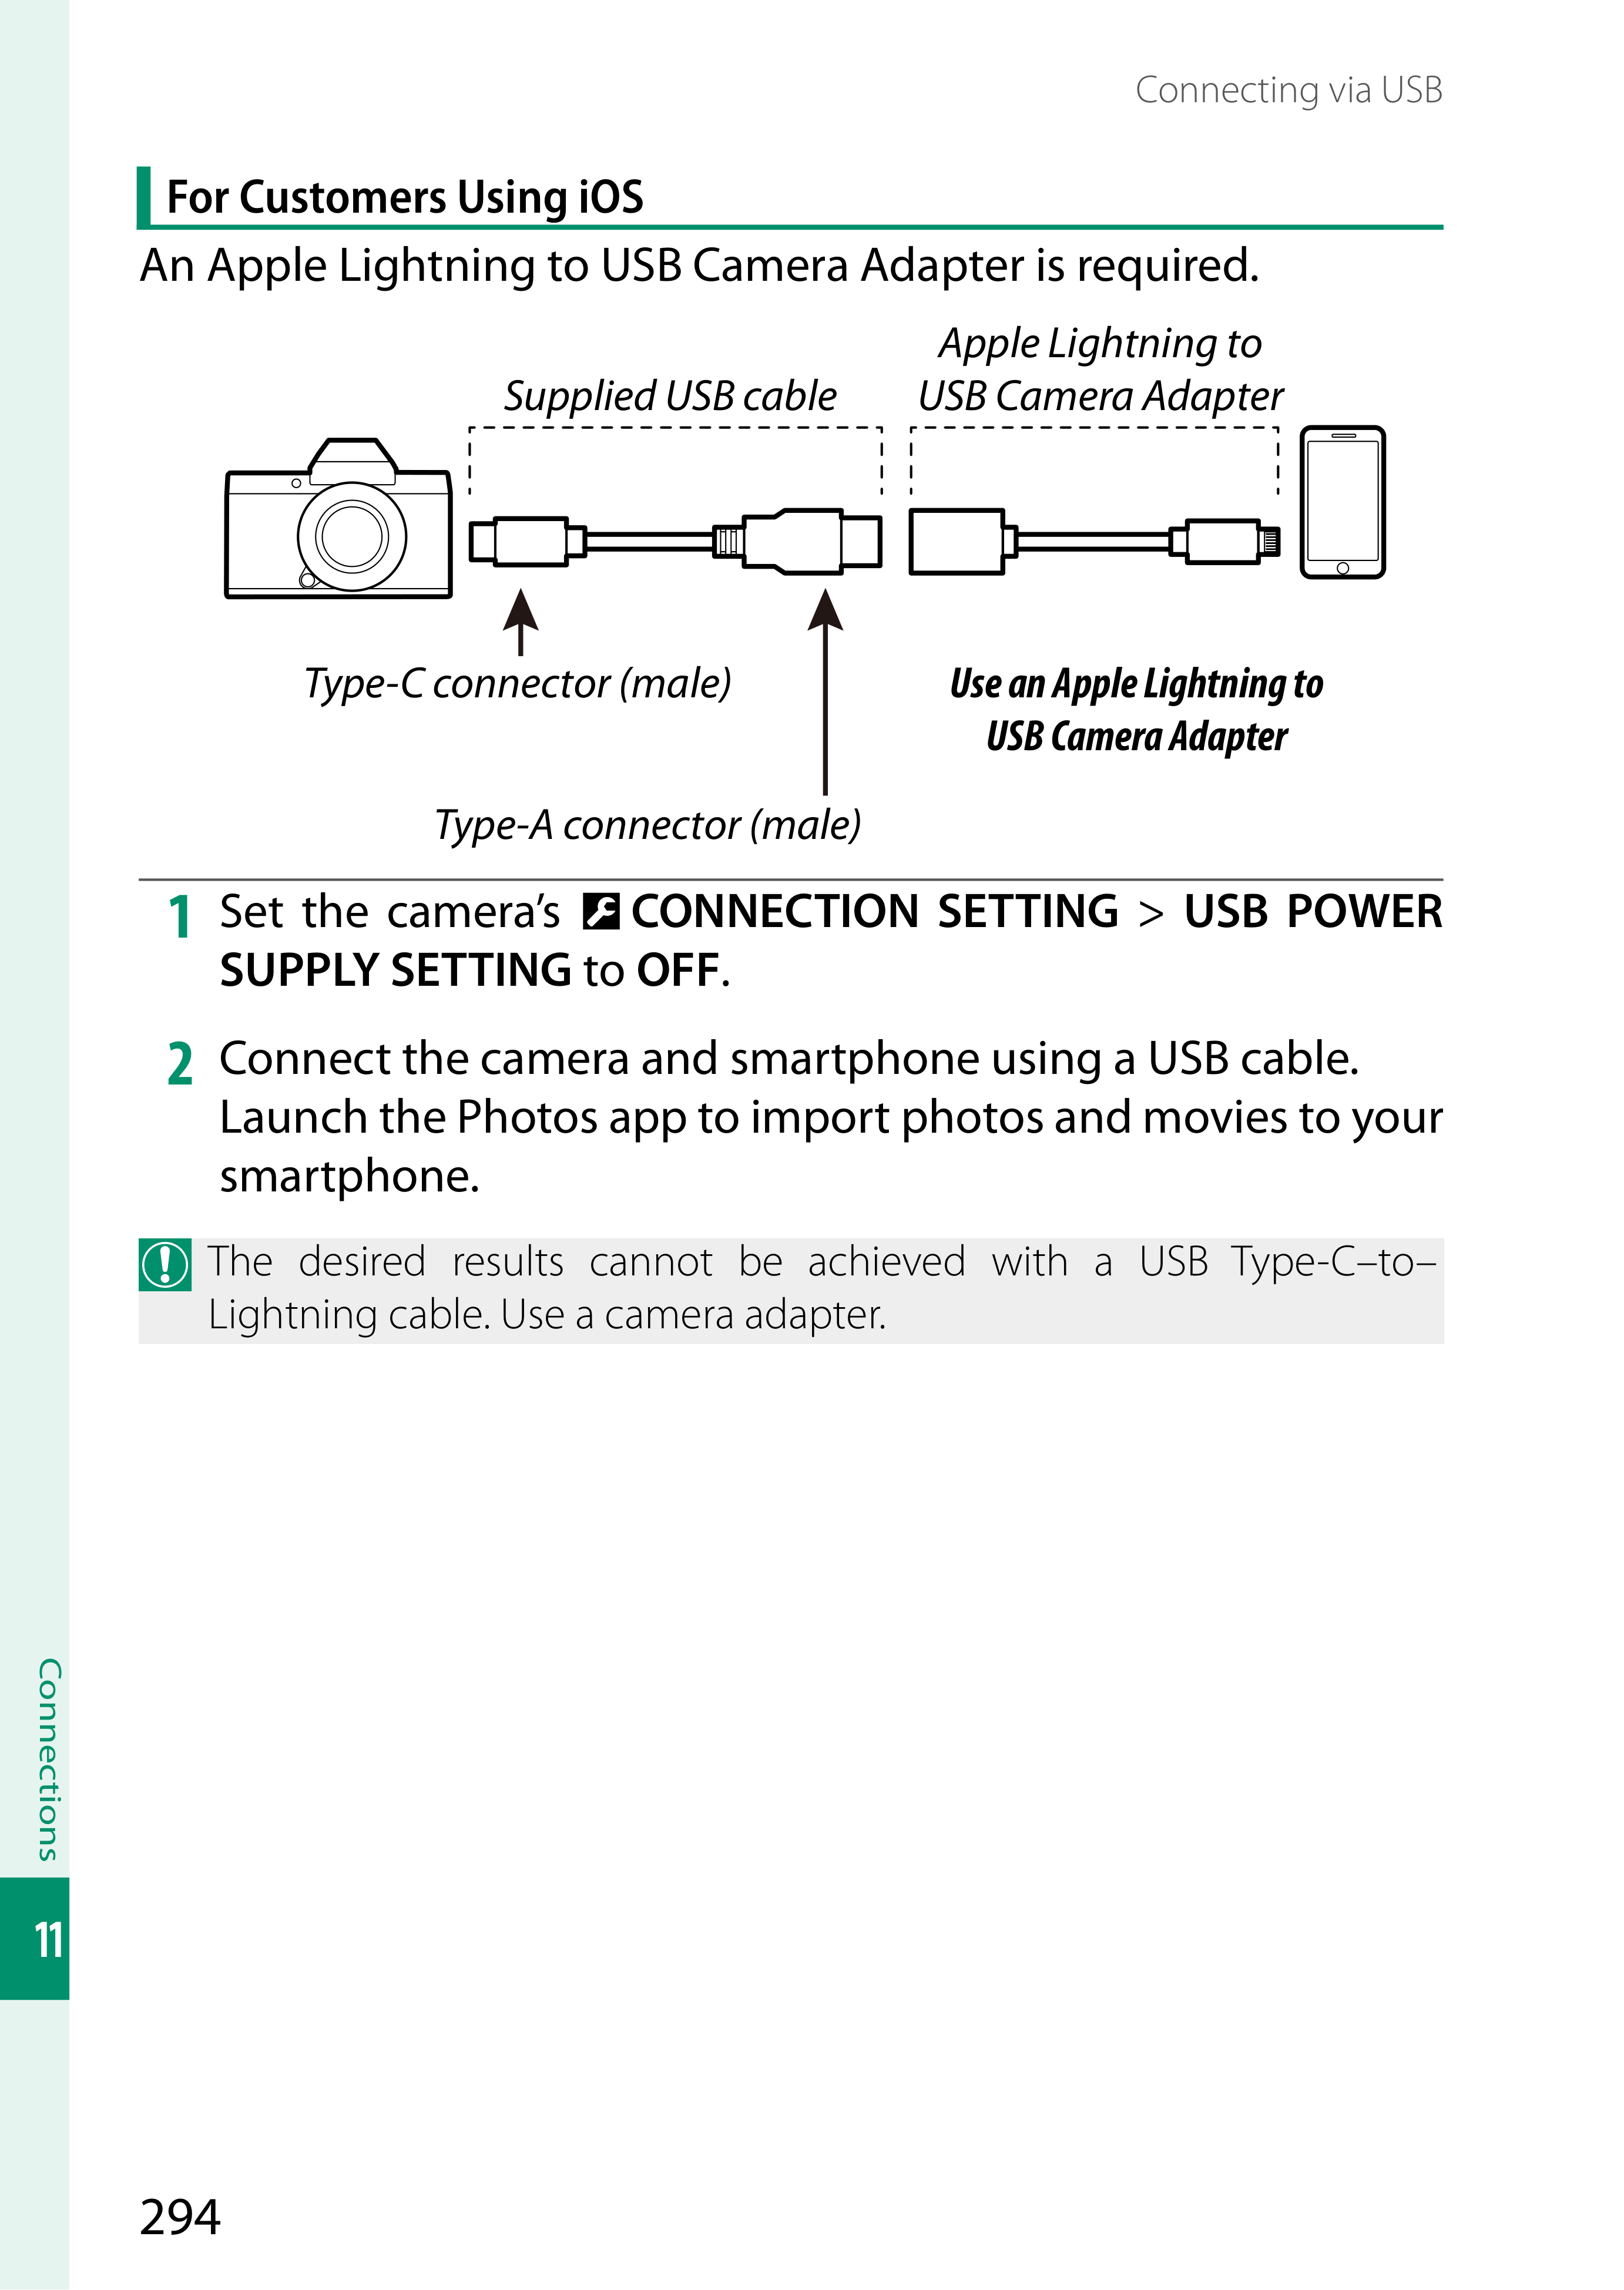 Connecting via USB
For Customers Using iOS
An Apple Lightning to USB Camera Adapter is required.
Apple Lightning to
Supplied USB cable USB Camera Adapter
Type-C connector (male)
Use an Apple Lightning to
USB Camera Adapter
Type-A connector (male)
1 Set the camera’s CONNECTION SETTING > USB POWER
SUPPLY SETTING to OFF.
2 Connect the camera and smartphone using a USB cable.
Launch the Photos app to import photos and movies to your
smartphone.
The desired results cannot be achieved with a USB Type-C–to–
Lightning cable. Use a camera adapter.
Connections
11
294